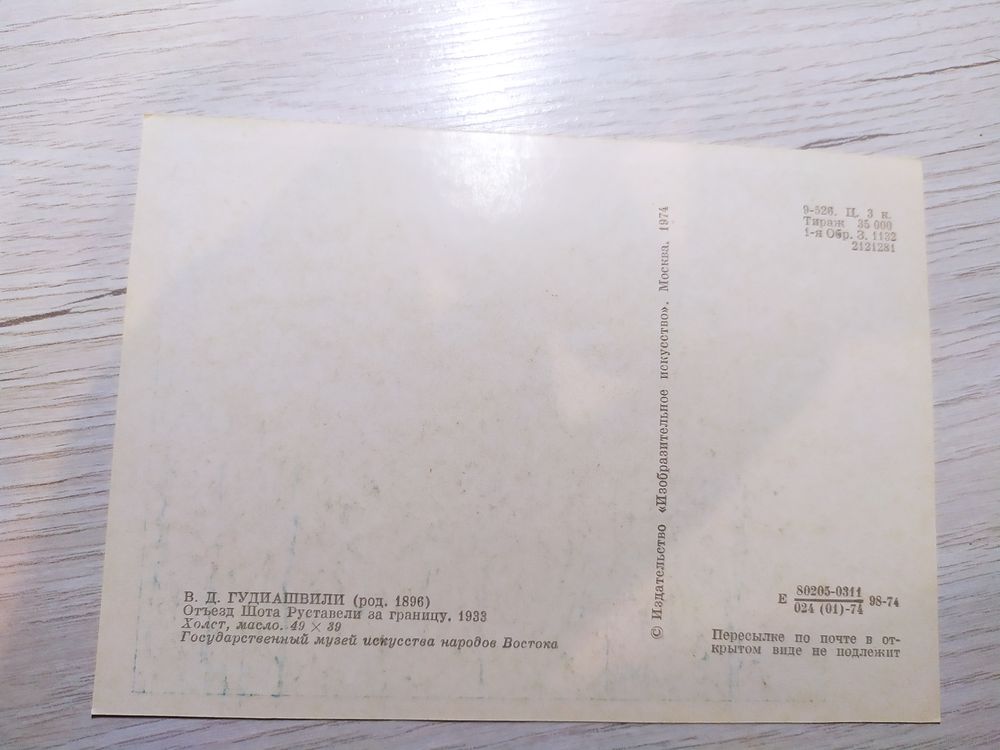 9-526. Ц. 3 к.
Тираж 35 000
1-я Обр. З. 1132
2121281
© Издательство «Изобразительное искусство». Москва. 1974
В. Д. ГУДИАШВИЛИ (род. 1896)
Отъезд Шота Руставели за границу. 1933
Холст, масло. 49 × 39
Государственный музей искусства народов Востока
Е 80205-0311
024 (01)-74 98-74
Пересылке по почте в от-
крытом виде не подлежит